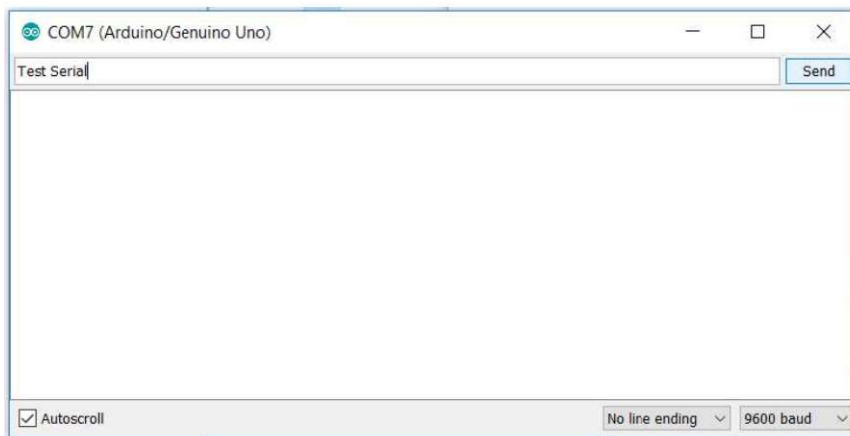 COM7 (Arduino/Genuino Uno)
Test Serial
Send
Autoscroll
No line ending
9600 baud